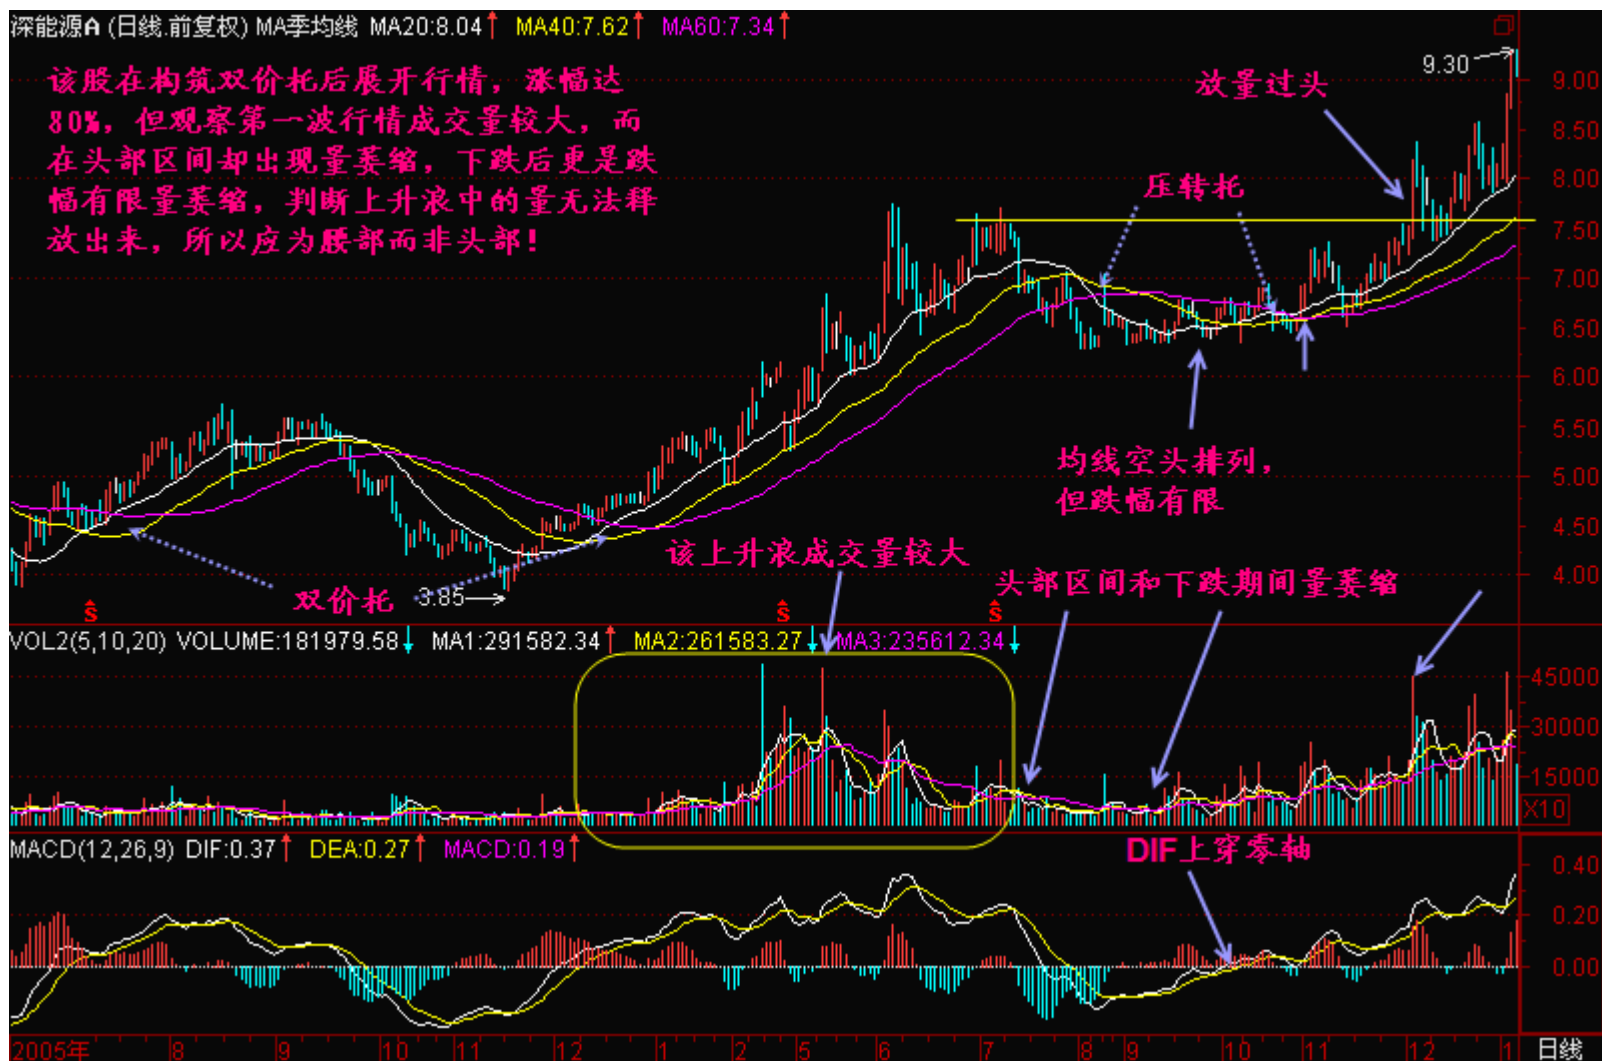 深能源A (日线.前复权) MA季均线 MA20:8.04↑ MA40:7.62↑ MA60:7.34↑
9.30
该股在构筑双价托后展开行情，涨幅达
80%，但观察第一波行情成交量较大，而
在头部区间却出现量萎缩，下跌后更是跌
幅有限量萎缩，判断上升浪中的量无法释
放出来，所以应为腰部而非头部！
放量过头
压转托
9.00
8.50
8.00
7.50
7.00
6.50
6.00
5.50
5.00
4.50
4.00
均线空头排列，
但跌幅有限
该上升浪成交量较大
头部区间和下跌期间量萎缩
双价托
3.85
S
S
S
VOL2(5,10,20) VOLUME:181979.58↓ MA1:291582.34↑ MA2:261583.27↓ MA3:235612.34↓
45000
30000
15000
X10
MACD(12,26,9) DIF:0.37↑ DEA:0.27↑ MACD:0.19↑
DIF上穿零轴
0.40
0.20
0.00
2005年 8 9 10 11 12 1 2 5 6 7 8 9 10 11 12 1 日线